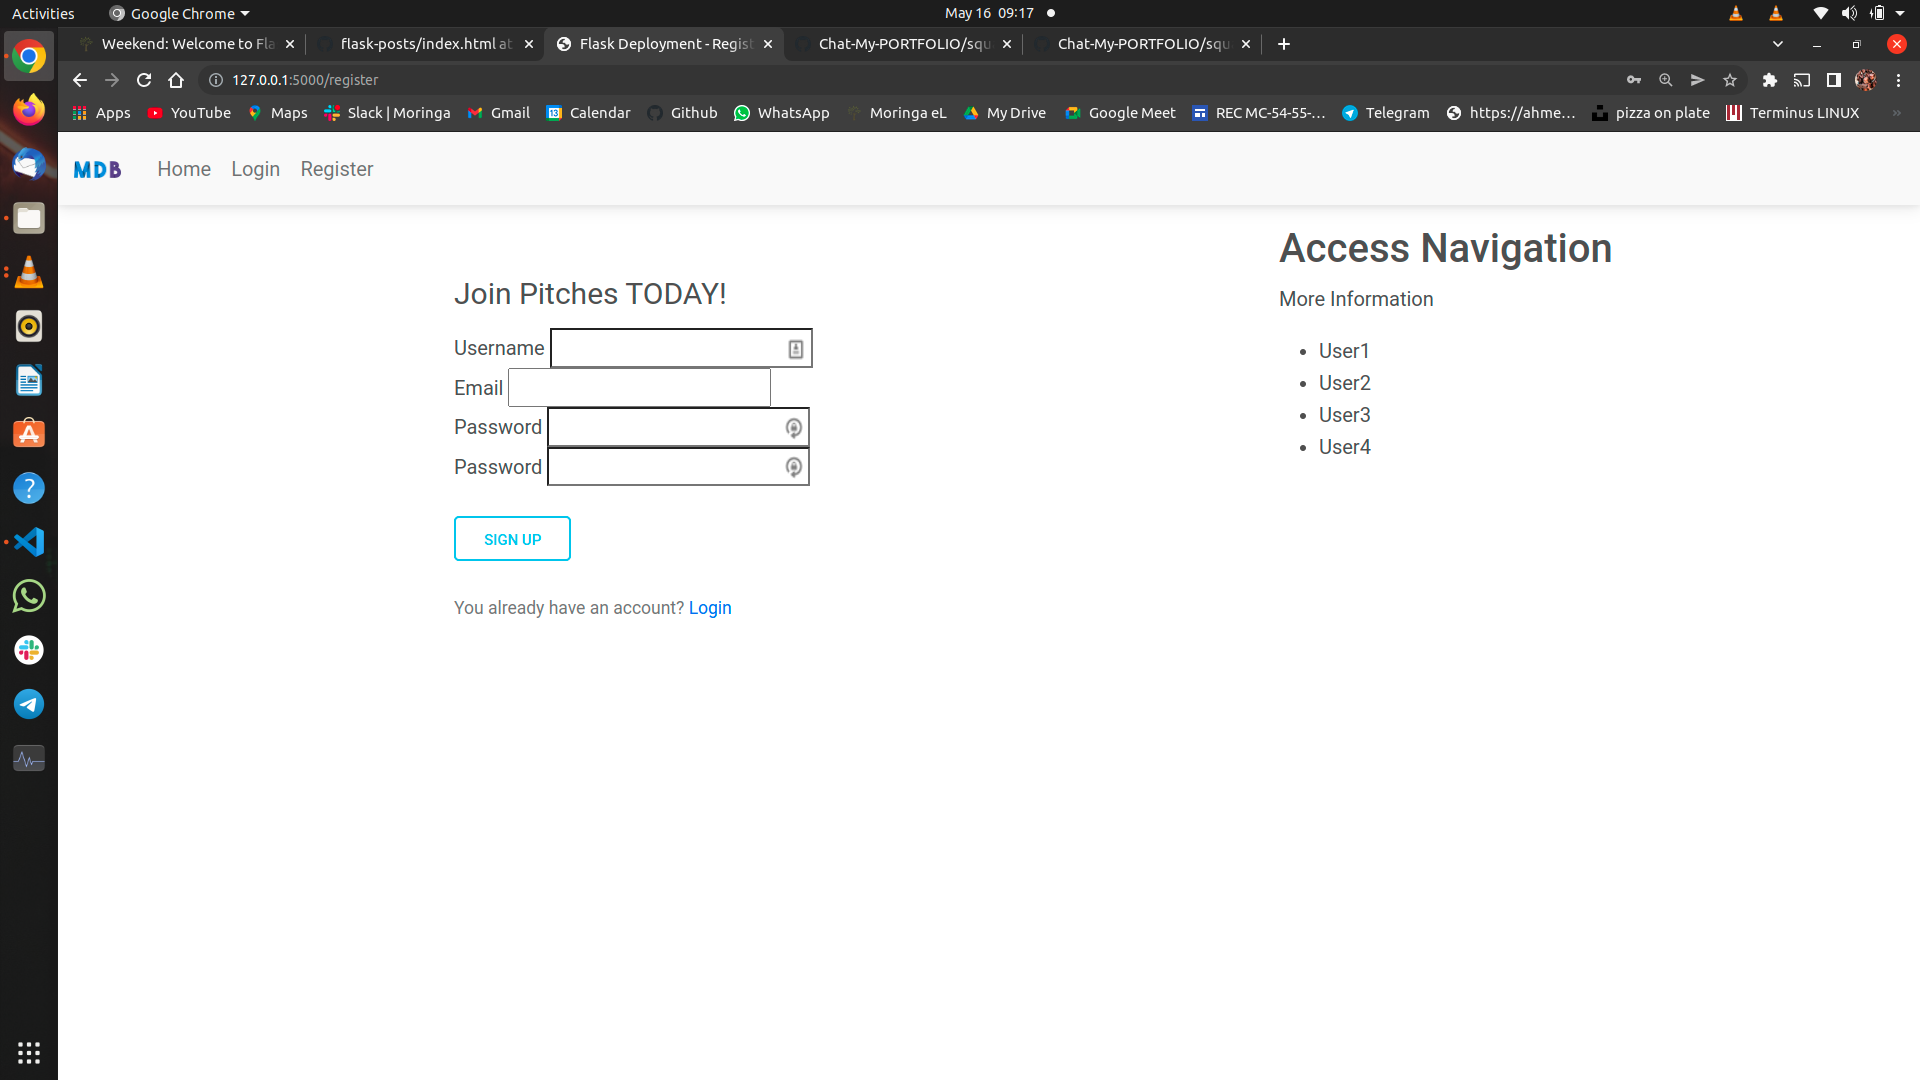 Activities
Google Chrome
May 16 09:17
Weekend: Welcome to Fla
flask-posts/index.html at
Flask Deployment - Regist
Chat-My-PORTFOLIO/squ
Chat-My-PORTFOLIO/squ
127.0.0.1:5000/register
Apps
YouTube
Maps
Slack | Moringa
Gmail
Calendar
Github
WhatsApp
Moringa eL
My Drive
Google Meet
REC MC-54-55-...
Telegram
https://ahme...
pizza on plate
Terminus LINUX
MDB
Home
Login
Register
Join Pitches TODAY!
Username
Email
Password
Password
SIGN UP
You already have an account? Login
Access Navigation
More Information
User1
User2
User3
User4